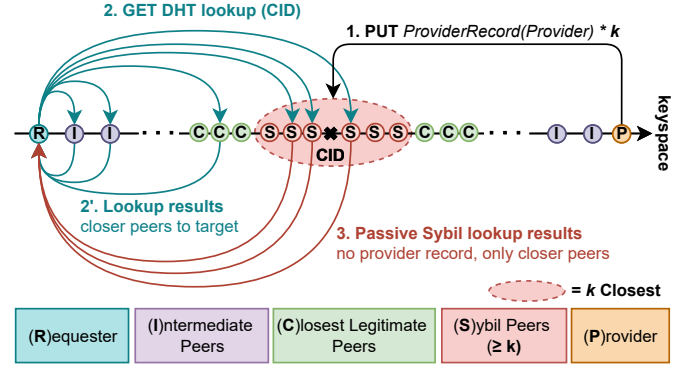 2. GET DHT lookup (CID)
1. PUT ProviderRecord(Provider) * k
R I I · · · C C C S S S ✖ S S S C C C · · · I I P
keyspace
CID
2'. Lookup results
closer peers to target
3. Passive Sybil lookup results
no provider record, only closer peers
= k Closest
(R)equester
(I)ntermediate
Peers
(C)losest Legitimate
Peers
(S)ybil Peers
(≥ k)
(P)rovider